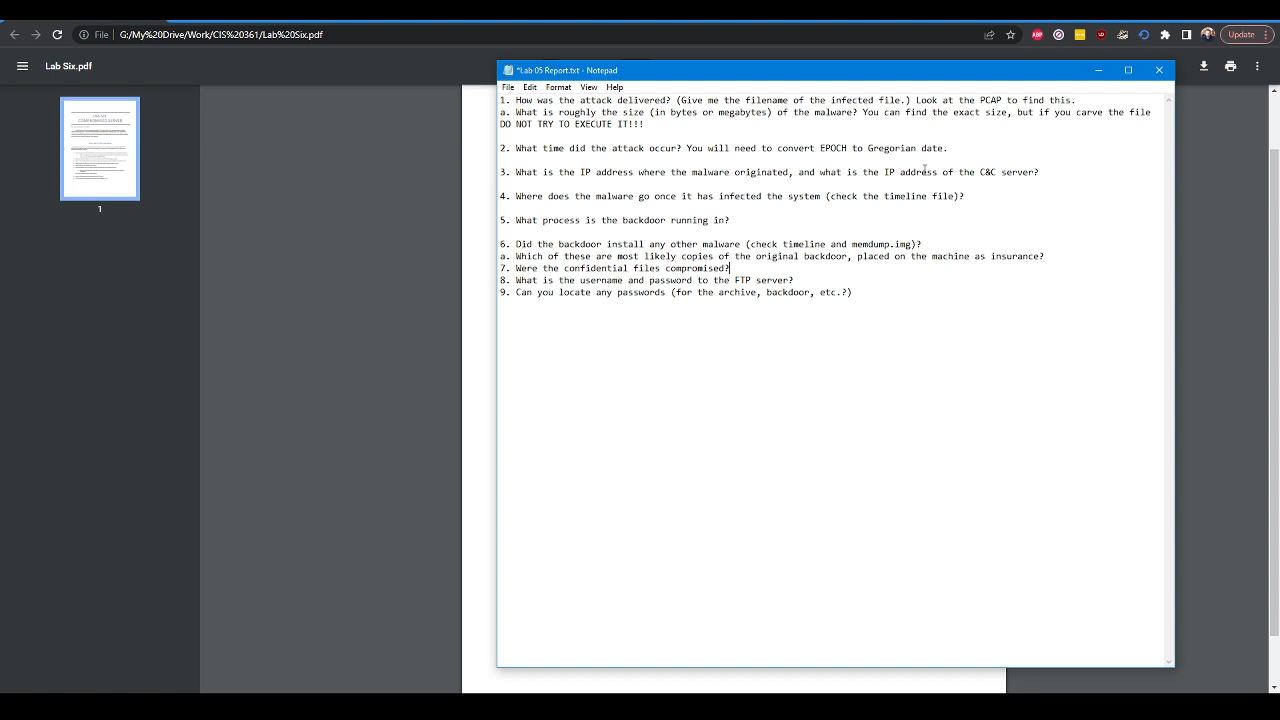 File
G:/My%20Drive/Work/CIS%20361/Lab%20Six.pdf
Update
Lab Six.pdf
1
*Lab 05 Report.txt - Notepad
File Edit Format View Help
1. How was the attack delivered? (Give me the filename of the infected file.) Look at the PCAP to find this.
a. What is roughly the size (in bytes or megabytes) of the malware? You can find the exact size, but if you carve the file
DO NOT TRY TO EXECUTE IT!!!
2. What time did the attack occur? You will need to convert EPOCH to Gregorian date.
3. What is the IP address where the malware originated, and what is the IP address of the C&C server?
4. Where does the malware go once it has infected the system (check the timeline file)?
5. What process is the backdoor running in?
6. Did the backdoor install any other malware (check timeline and memdump.img)?
a. Which of these are most likely copies of the original backdoor, placed on the machine as insurance?
7. Were the confidential files compromised?
8. What is the username and password to the FTP server?
9. Can you locate any passwords (for the archive, backdoor, etc.?)